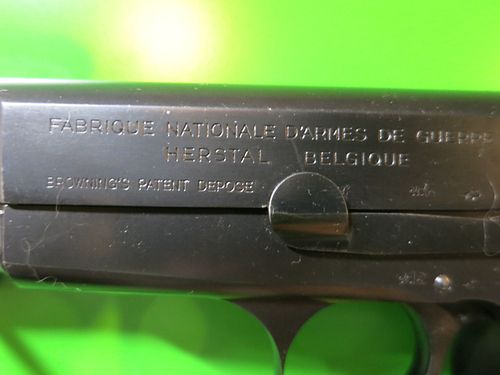 FABRIQUE NATIONALE D'ARMES DE GUERRE
HERSTAL BELGIQUE
BROWNING'S PATENT DEPOSE